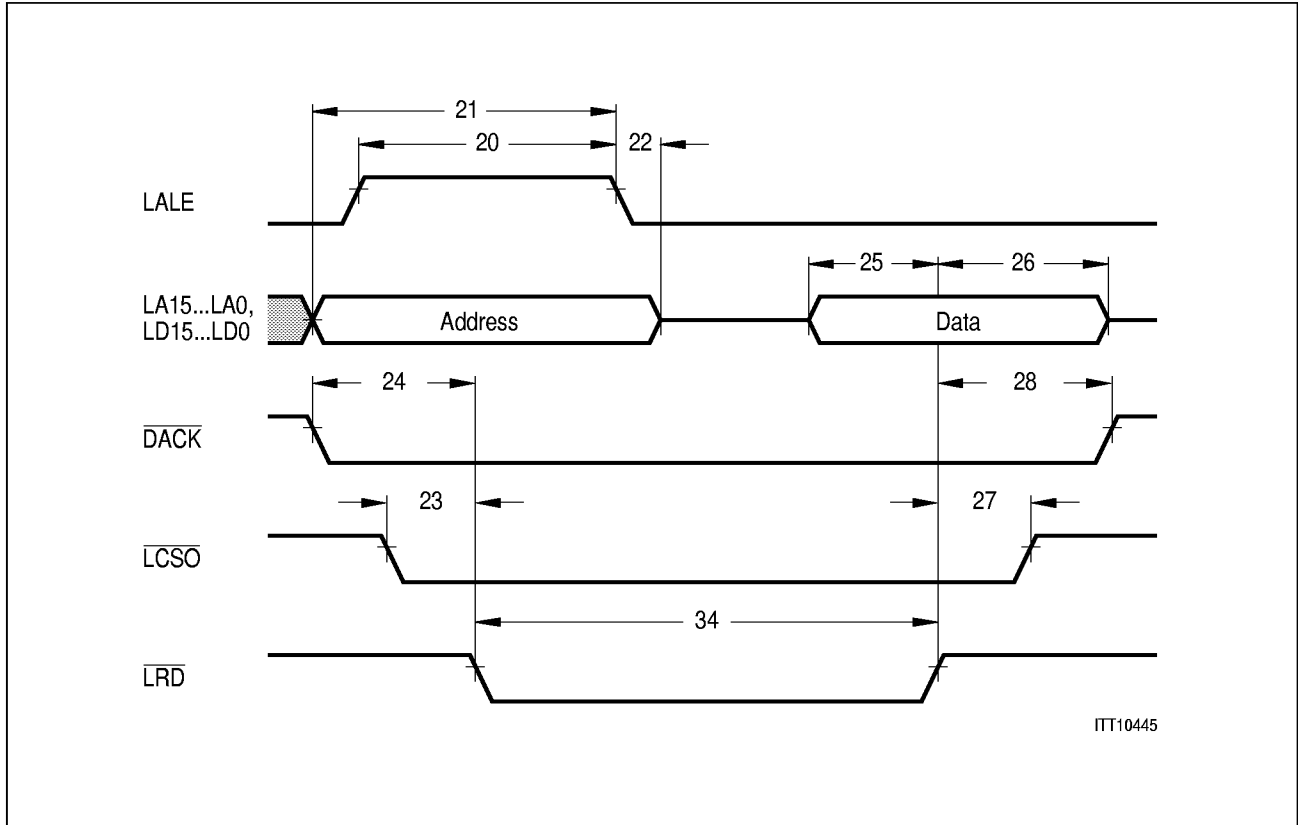 21
20
22
LALE
25
26
LA15...LA0,
LD15...LD0
Address
Data
24
28
DACK
23
27
LCSO
34
LRD
ITT10445